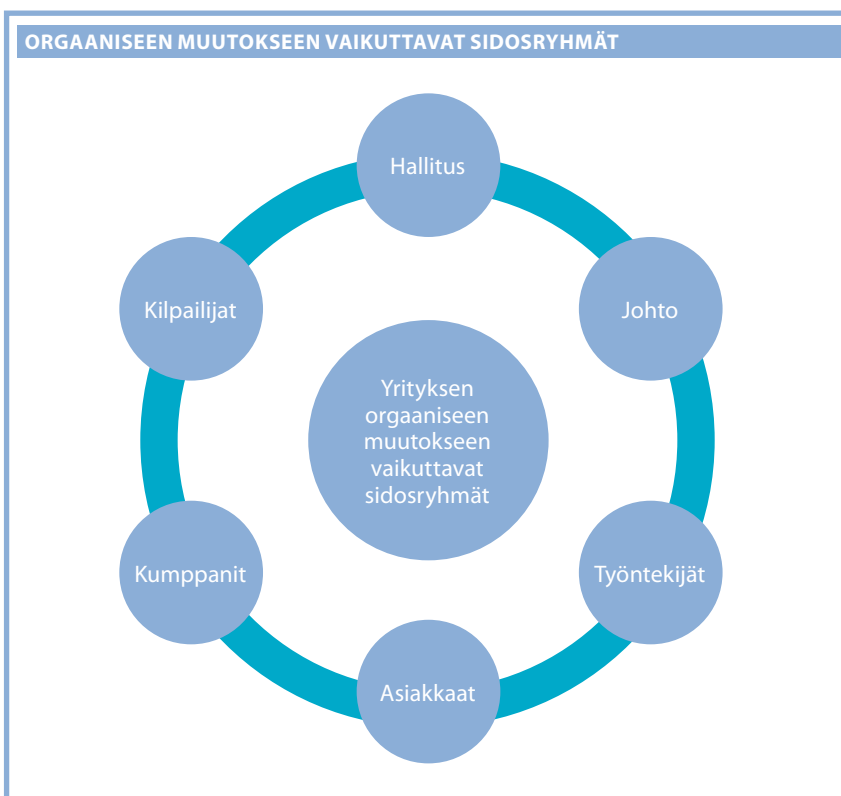 ORGAANISEEN MUUTOKSEEN VAIKUTTAVAT SIDOSRYHMÄT
Hallitus
Kilpailijat
Johto
Yrityksen
orgaaniseen
muutokseen
vaikuttavat
sidosryhmät
Kumppanit
Työntekijät
Asiakkaat